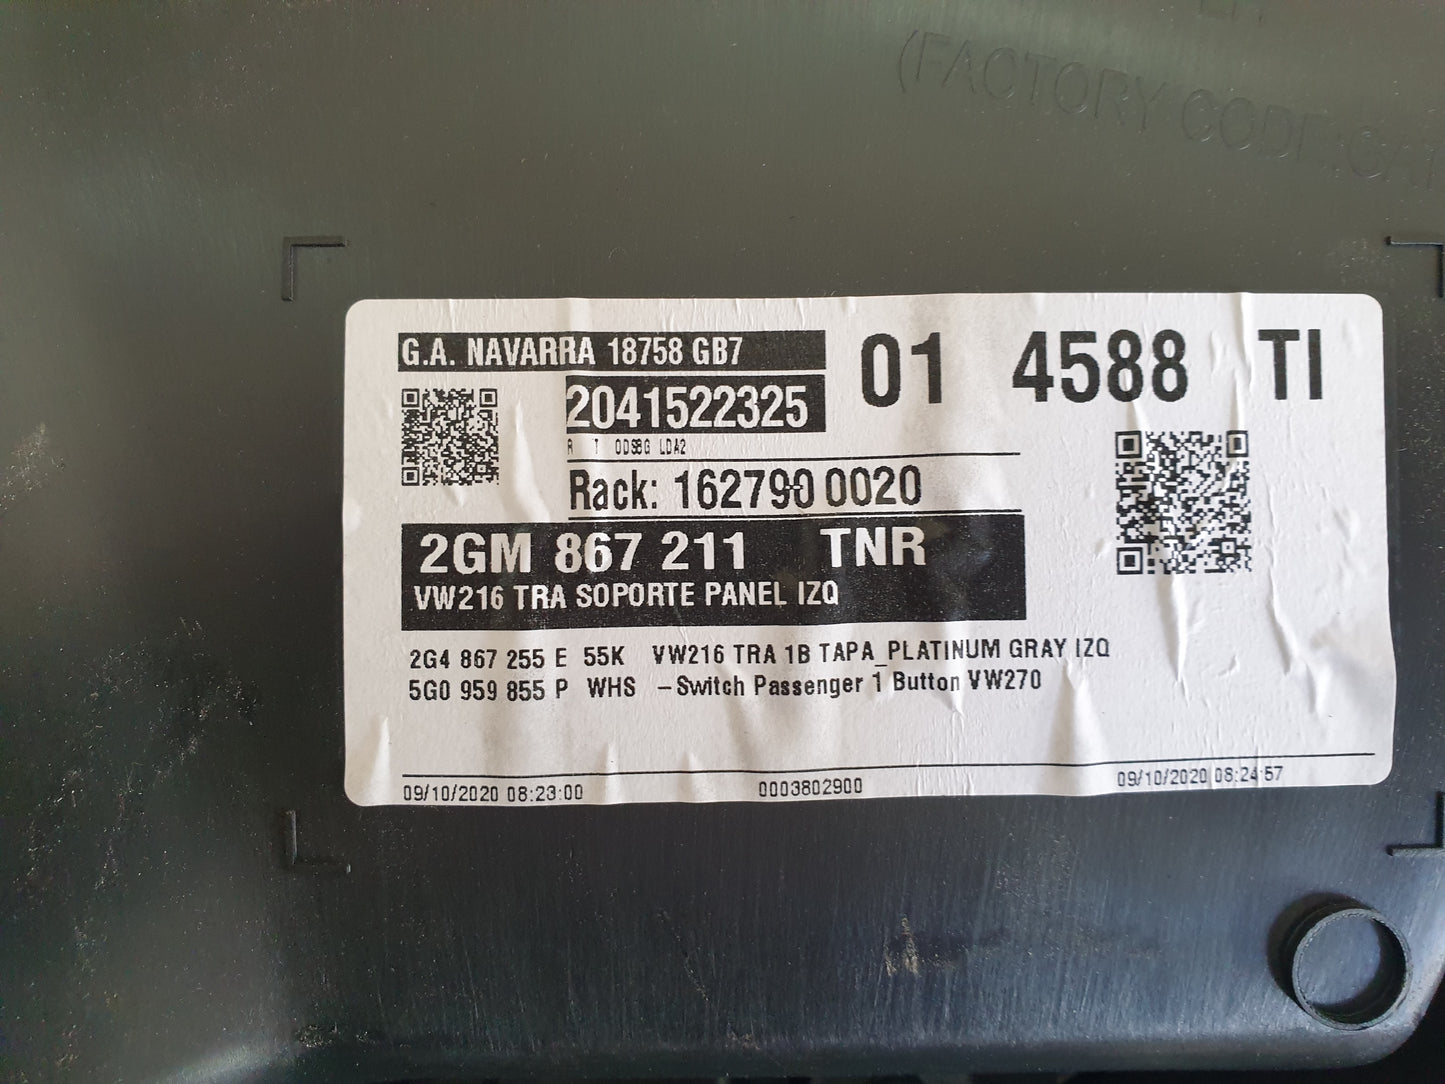 (FACTORY CODE:GA1
G.A. NAVARRA 18758 GB7
01 4588 TI
2041522325
R T ODSBG LDA2
Rack: 162790 0020
2GM 867 211 TNR
VW216 TRA SOPORTE PANEL IZQ
2G4 867 255 E 55K VW216 TRA 1B TAPA_PLATINUM GRAY IZQ
5G0 959 855 P WHS -Switch Passenger 1 Button VW270
09/10/2020 08:23:00 0003802900 09/10/2020 08:24:57